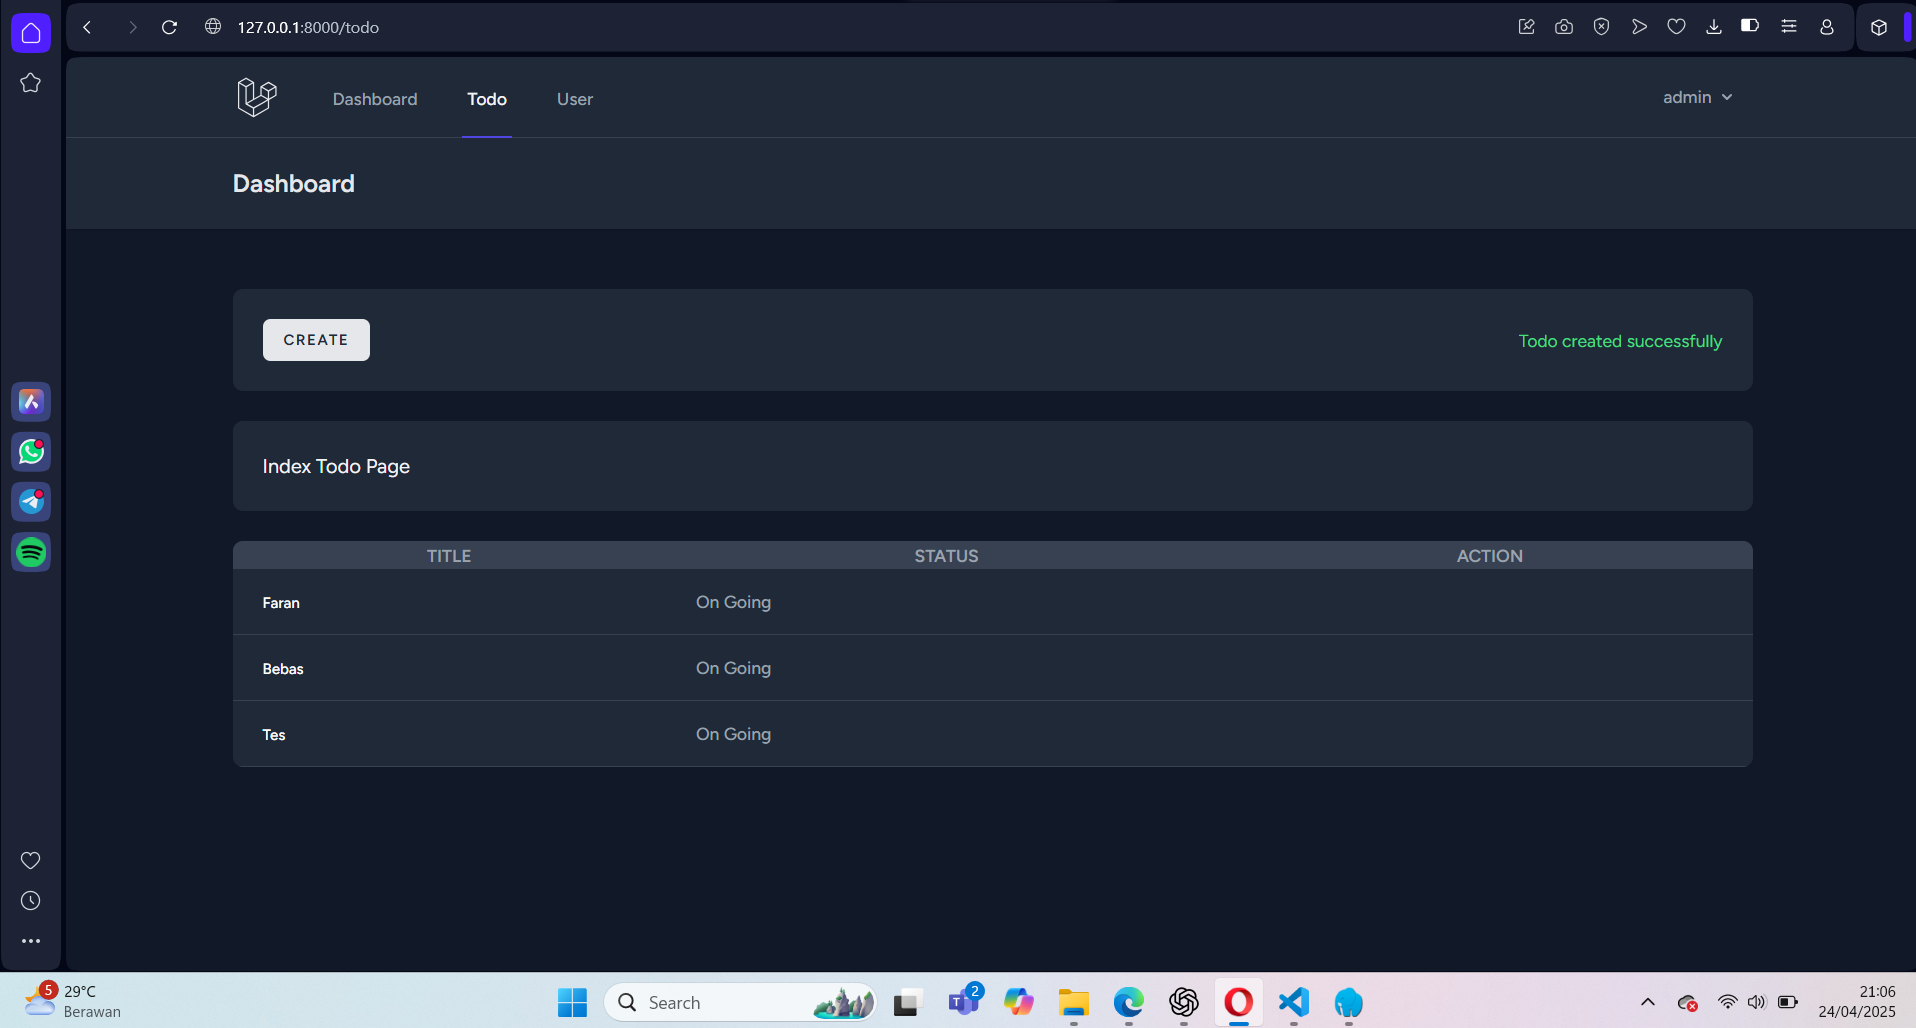 127.0.0.1:8000/todo
Dashboard Todo User admin
Dashboard
CREATE Todo created successfully
Index Todo Page
TITLE STATUS ACTION
Faran On Going
Bebas On Going
Tes On Going
5 29°C
Berawan
Search
T 2
21:06
24/04/2025